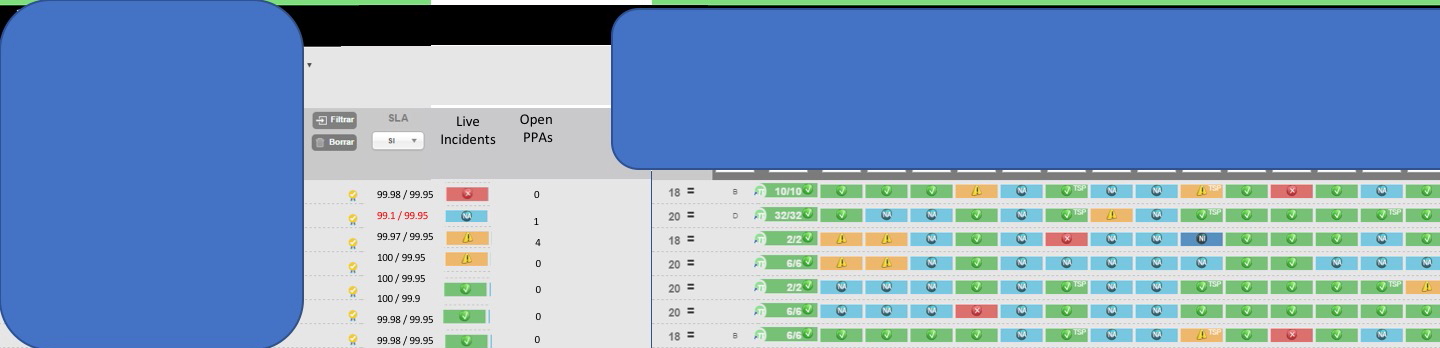 SLA
Live Incidents
Open PPAs
Filtrar
SI
Borrar
99.98 / 99.95
0
99.1 / 99.95
NA
1
99.97 / 99.95
4
100 / 99.95
0
100 / 99.95
0
100 / 99.9
99.98 / 99.95
0
99.98 / 99.95
0
18 = B 10/10 NA TSP NA NA TSP NA
20 = D 32/32 NA NA NA TSP NA TSP TSP
18 = 2/2 NA NA NA NI NA
20 = 6/6 NA NA NA NA NA NA NA NA
20 = 2/2 NA NA NA TSP NA NA TSP TSP
20 = 6/6 NA NA NA NA NA
18 = B 6/6 NA TSP NA NA TSP NA